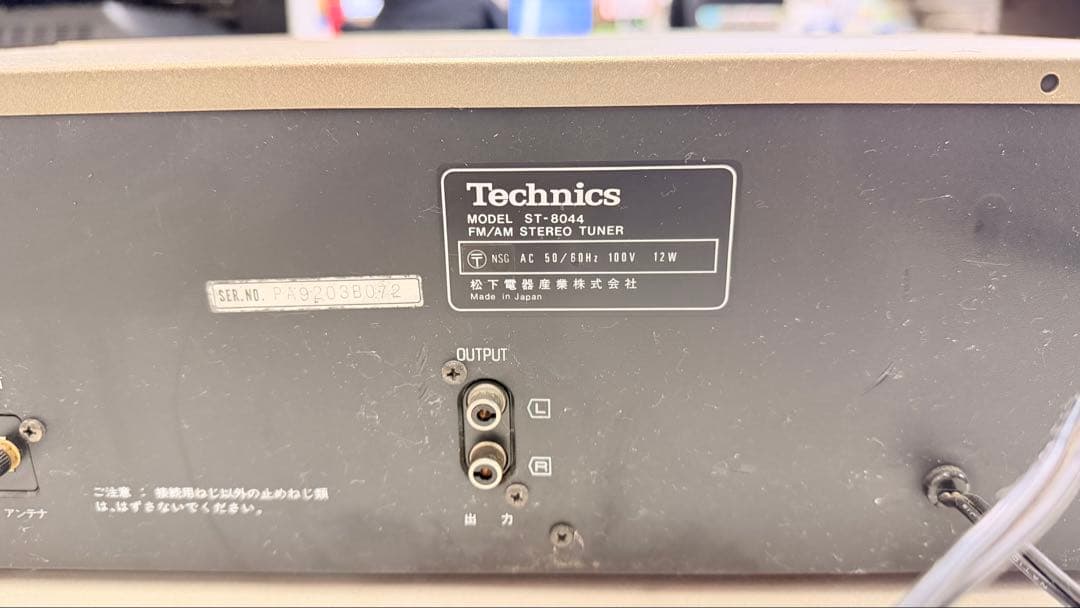 Technics
MODEL ST-8044
FM/AM STEREO TUNER
〒 NSG AC 50/60Hz 100V 12W
松下電器産業株式会社
Made in Japan
SER.NO. PA9203B072
OUTPUT
L
R
出 力
ご注意 : 接続用ねじ以外の止めねじ類
は、はずさないでください。
アンテナ